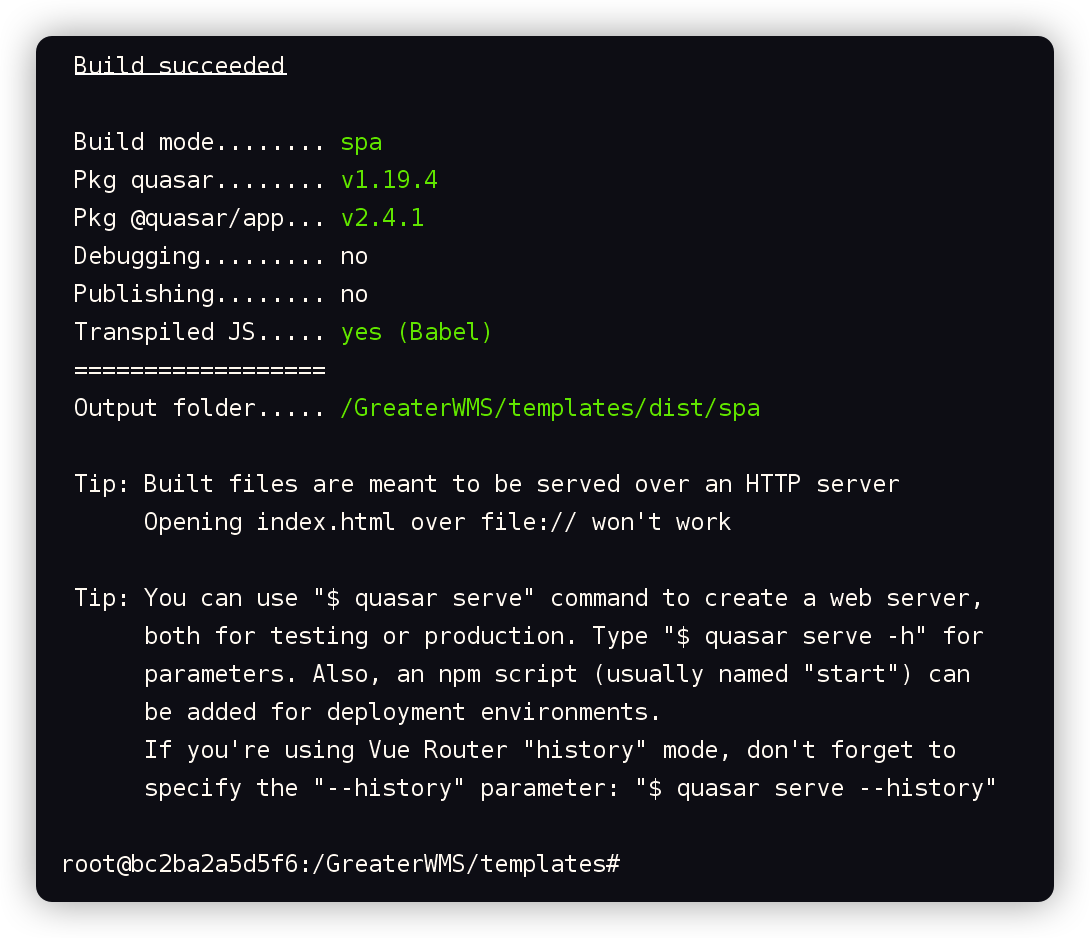 Build succeeded
Build mode........ spa
Pkg quasar........ v1.19.4
Pkg @quasar/app... v2.4.1
Debugging......... no
Publishing........ no
Transpiled JS..... yes (Babel)
==================
Output folder..... /GreaterWMS/templates/dist/spa
Tip: Built files are meant to be served over an HTTP server
Opening index.html over file:// won't work
Tip: You can use "$ quasar serve" command to create a web server,
both for testing or production. Type "$ quasar serve -h" for
parameters. Also, an npm script (usually named "start") can
be added for deployment environments.
If you're using Vue Router "history" mode, don't forget to
specify the "--history" parameter: "$ quasar serve --history"
root@bc2ba2a5d5f6:/GreaterWMS/templates#